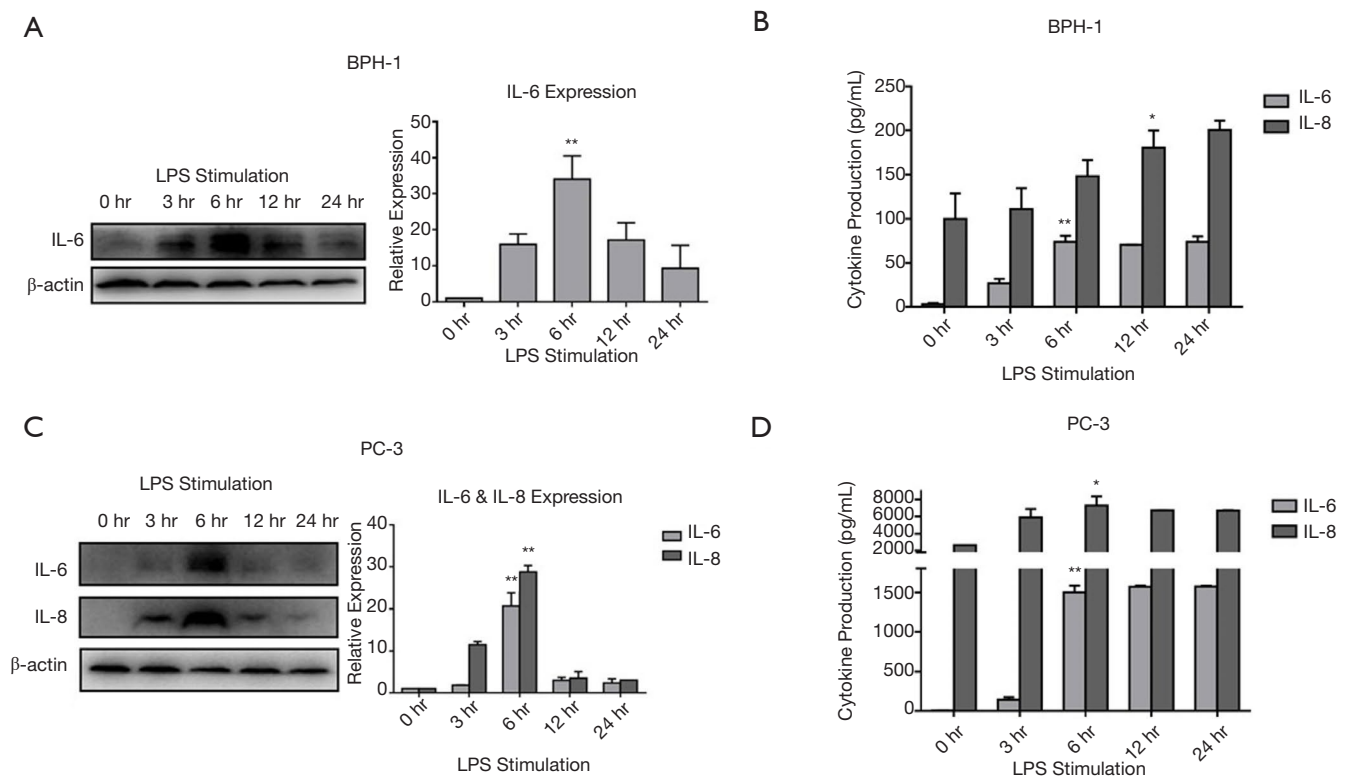 A
BPH-1
LPS Stimulation
0 hr 3 hr 6 hr 12 hr 24 hr
IL-6
β-actin
IL-6 Expression
Relative Expression
50
40
30
20
10
0
**
0 hr 3 hr 6 hr 12 hr 24 hr
LPS Stimulation
B
BPH-1
Cytokine Production (pg/mL)
250
200
150
100
50
0
**
*
IL-6
IL-8
0 hr 3 hr 6 hr 12 hr 24 hr
LPS Stimulation
C
PC-3
LPS Stimulation
0 hr 3 hr 6 hr 12 hr 24 hr
IL-6
IL-8
β-actin
IL-6 & IL-8 Expression
Relative Expression
40
30
20
10
0
**
**
IL-6
IL-8
0 hr 3 hr 6 hr 12 hr 24 hr
LPS Stimulation
D
PC-3
Cytokine Production (pg/mL)
8000
6000
4000
2000
1500
1000
500
0
*
**
IL-6
IL-8
0 hr 3 hr 6 hr 12 hr 24 hr
LPS Stimulation